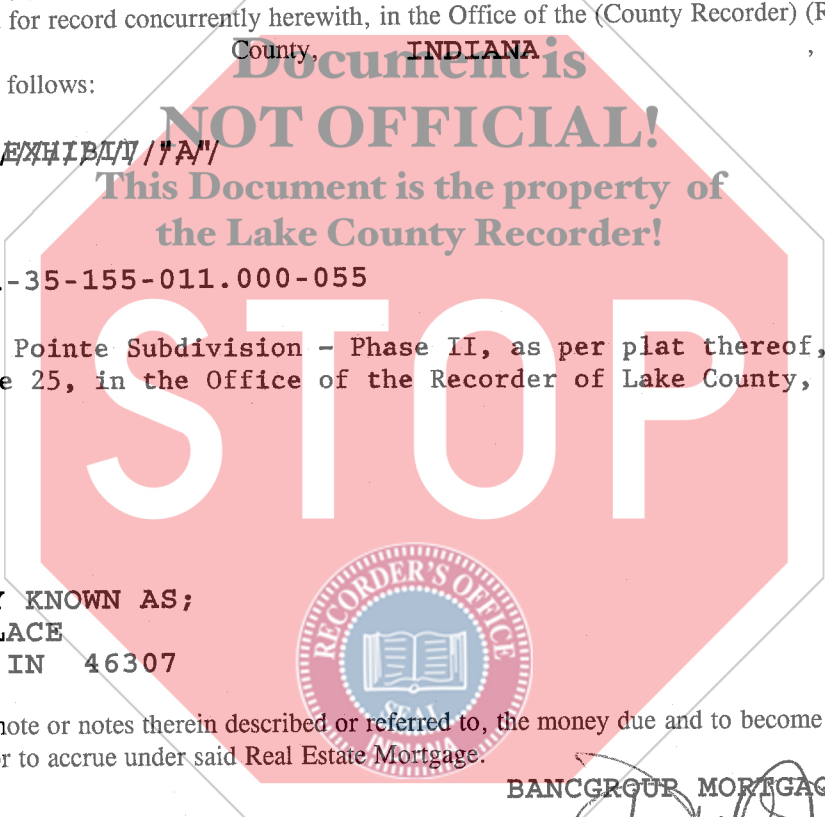 for record concurrently herewith, in the Office of the (County Recorder) (R
County, INDIANA ,
Document is
follows:
NOT OFFICIAL!
EXHIBIT "A"
This Document is the property of
the Lake County Recorder!
-35-155-011.000-055
Pointe Subdivision - Phase II, as per plat thereof,
e 25, in the Office of the Recorder of Lake County,
STOP
RECORDER'S OFFICE
Y KNOWN AS;
LACE
IN 46307
SEAL
note or notes therein described or referred to, the money due and to become
INDIANA
r to accrue under said Real Estate Mortgage.
BANCGROUP MORTGAG